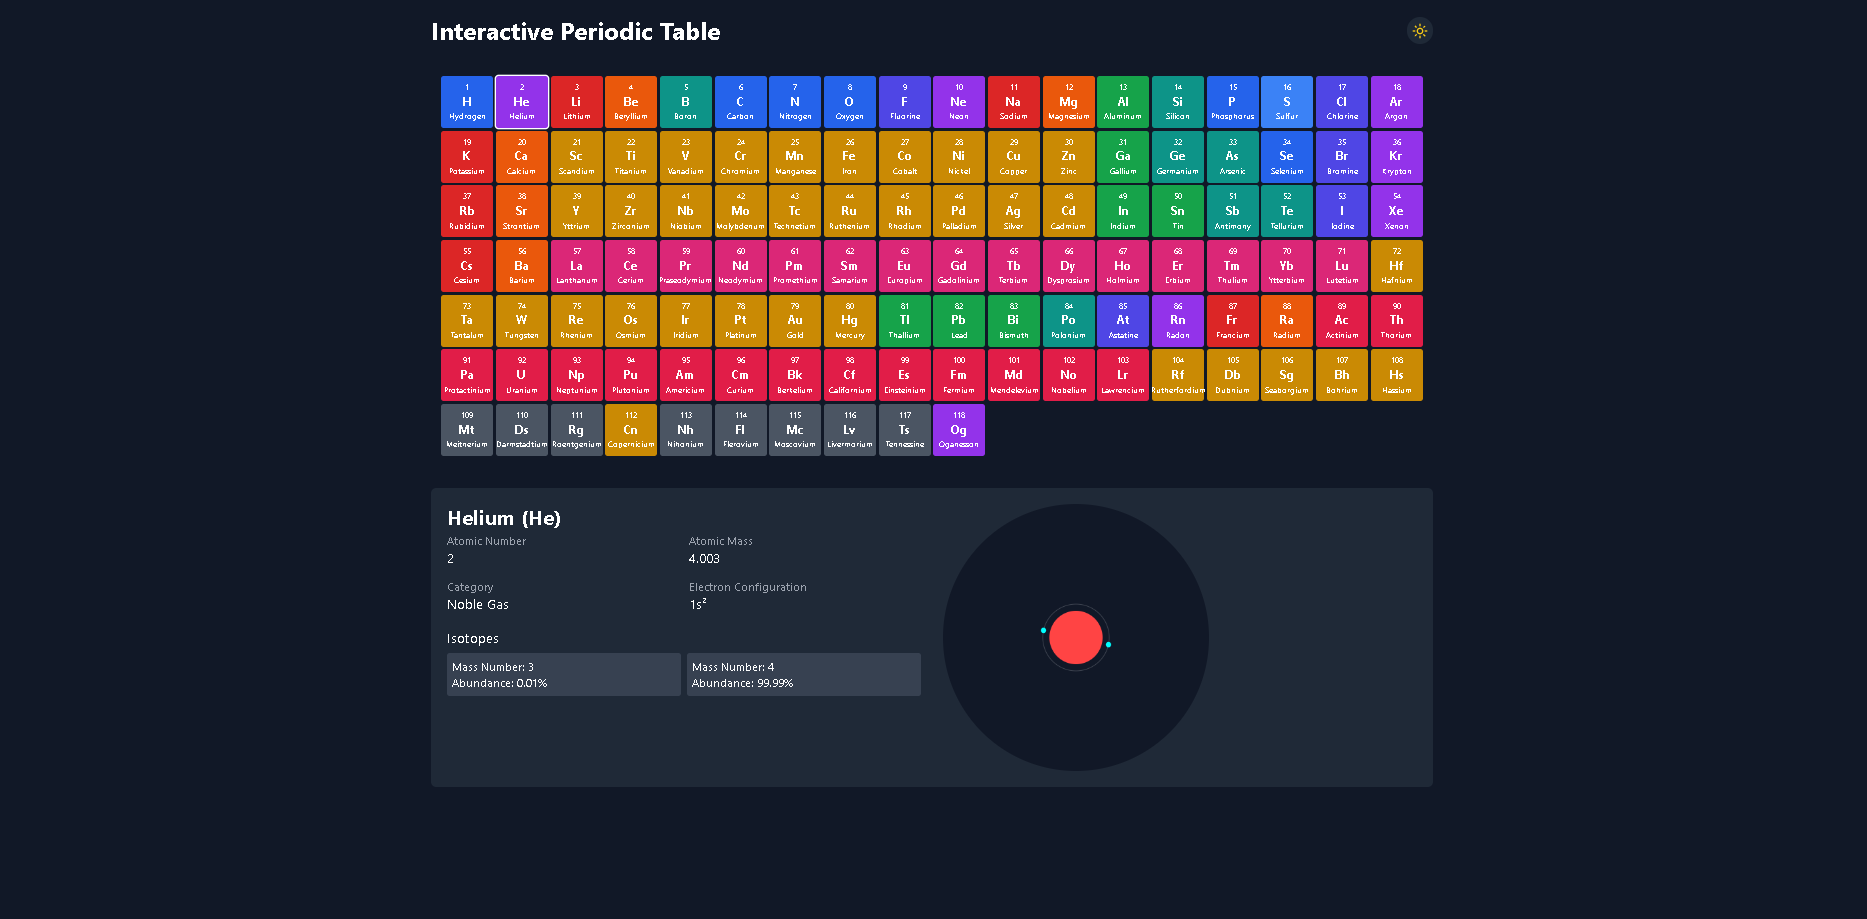 Interactive Periodic Table
1 2 3 4 5 6 7 8 9 10 11 12 13 14 15 16 17 18
H He Li Be B C N O F Ne Na Mg Al Si P S Cl Ar
Hydrogen Helium Lithium Beryllium Boron Carbon Nitrogen Oxygen Fluorine Neon Sodium Magnesium Aluminum Silicon Phosphorus Sulfur Chlorine Argon
19 20 21 22 23 24 25 26 27 28 29 30 31 32 33 34 35 36
K Ca Sc Ti V Cr Mn Fe Co Ni Cu Zn Ga Ge As Se Br Kr
Potassium Calcium Scandium Titanium Vanadium Chromium Manganese Iron Cobalt Nickel Copper Zinc Gallium Germanium Arsenic Selenium Bromine Krypton
37 38 39 40 41 42 43 44 45 46 47 48 49 50 51 52 53 54
Rb Sr Y Zr Nb Mo Tc Ru Rh Pd Ag Cd In Sn Sb Te I Xe
Rubidium Strontium Yttrium Zirconium Niobium Molybdenum Technetium Ruthenium Rhodium Palladium Silver Cadmium Indium Tin Antimony Tellurium Iodine Xenon
55 56 57 58 59 60 61 62 63 64 65 66 67 68 69 70 71 72
Cs Ba La Ce Pr Nd Pm Sm Eu Gd Tb Dy Ho Er Tm Yb Lu Hf
Cesium Barium Lanthanum Cerium Praseodymium Neodymium Promethium Samarium Europium Gadolinium Terbium Dysprosium Holmium Erbium Thulium Ytterbium Lutetium Hafnium
73 74 75 76 77 78 79 80 81 82 83 84 85 86 87 88 89 90
Ta W Re Os Ir Pt Au Hg Tl Pb Bi Po At Rn Fr Ra Ac Th
Tantalum Tungsten Rhenium Osmium Iridium Platinum Gold Mercury Thallium Lead Bismuth Polonium Astatine Radon Francium Radium Actinium Thorium
91 92 93 94 95 96 97 98 99 100 101 102 103 104 105 106 107 108
Pa U Np Pu Am Cm Bk Cf Es Fm Md No Lr Rf Db Sg Bh Hs
Protactinium Uranium Neptunium Plutonium Americium Curium Berkelium Californium Einsteinium Fermium Mendelevium Nobelium Lawrencium Rutherfordium Dubnium Seaborgium Bohrium Hassium
109 110 111 112 113 114 115 116 117 118
Mt Ds Rg Cn Nh Fl Mc Lv Ts Og
Meitnerium Darmstadtium Roentgenium Copernicium Nihonium Flerovium Moscovium Livermorium Tennessine Oganesson
Helium (He)
Atomic Number Atomic Mass
2 4.003
Category Electron Configuration
Noble Gas 1s²
Isotopes
Mass Number: 3 Mass Number: 4
Abundance: 0.01% Abundance: 99.99%